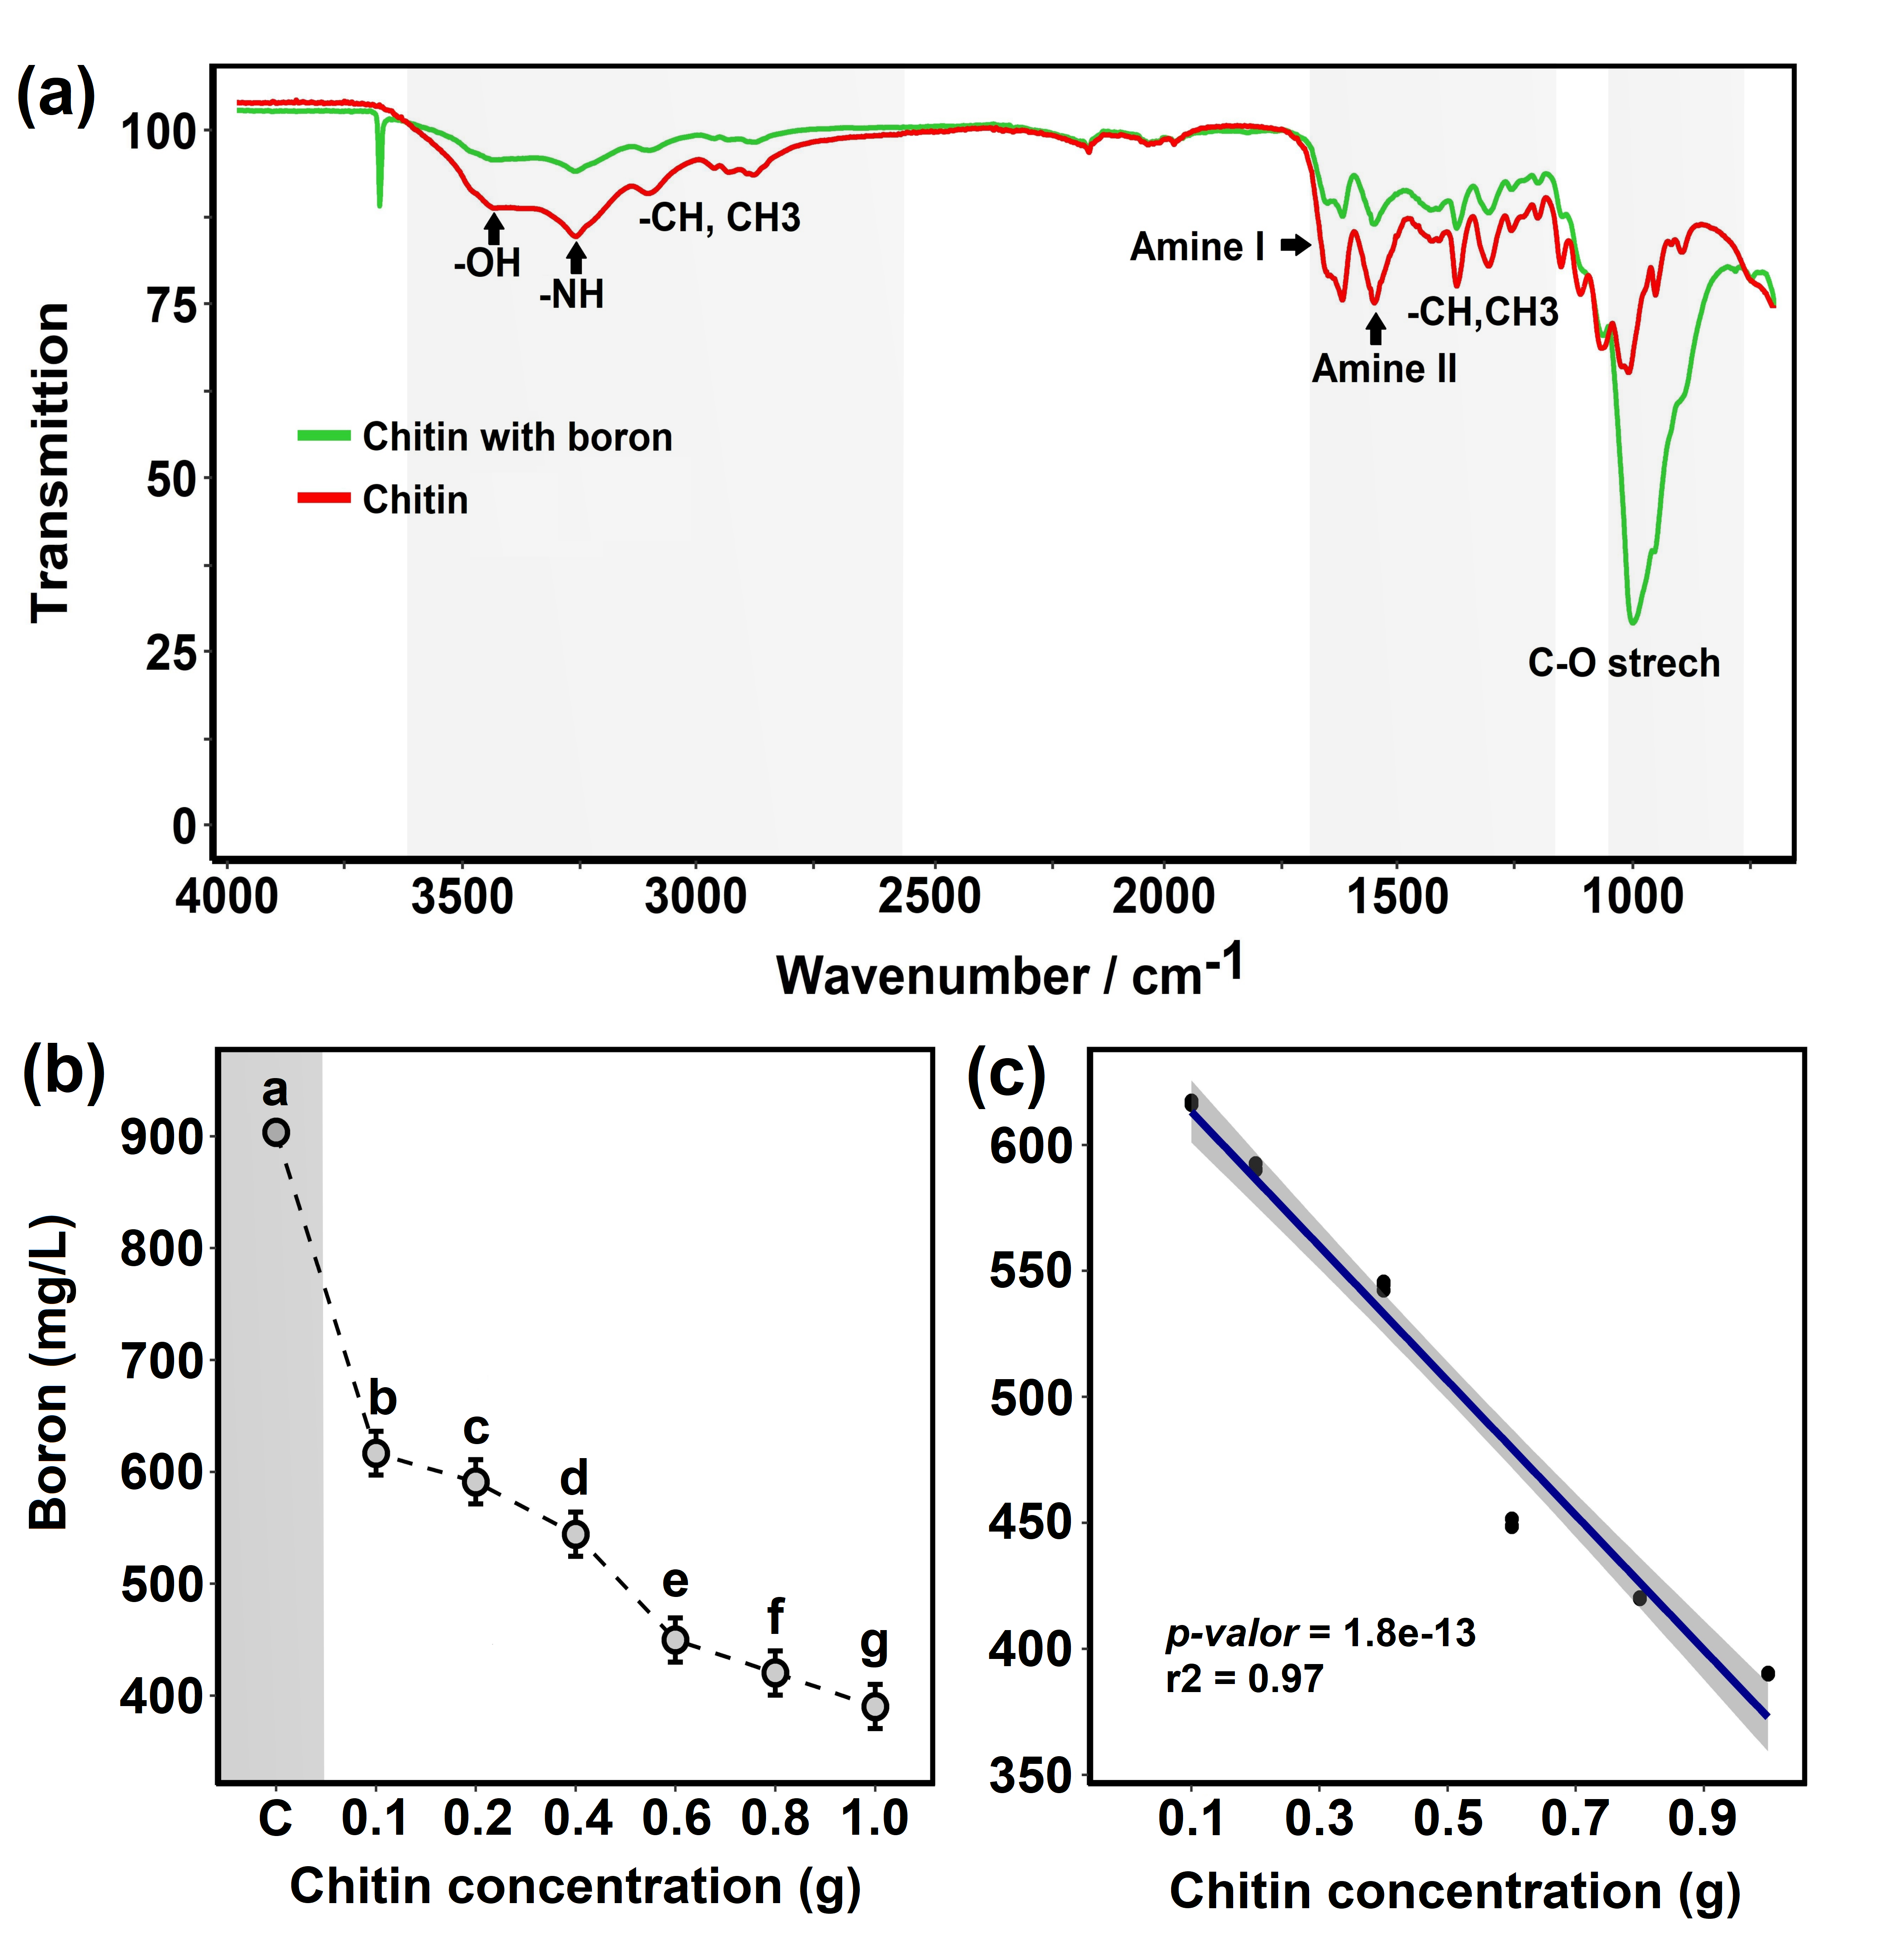 (a)
100
75
50
25
0
Transmittion
-OH
-NH
-CH, CH3
Amine I
Amine II
-CH,CH3
C-O strech
Chitin with boron
Chitin
4000 3500 3000 2500 2000 1500 1000
Wavenumber / cm-1
(b)
900
800
700
600
500
400
Boron (mg/L)
a
b
c
d
e
f
g
C 0.1 0.2 0.4 0.6 0.8 1.0
Chitin concentration (g)
(c)
600
550
500
450
400
350
p-valor = 1.8e-13
r2 = 0.97
0.1 0.3 0.5 0.7 0.9
Chitin concentration (g)